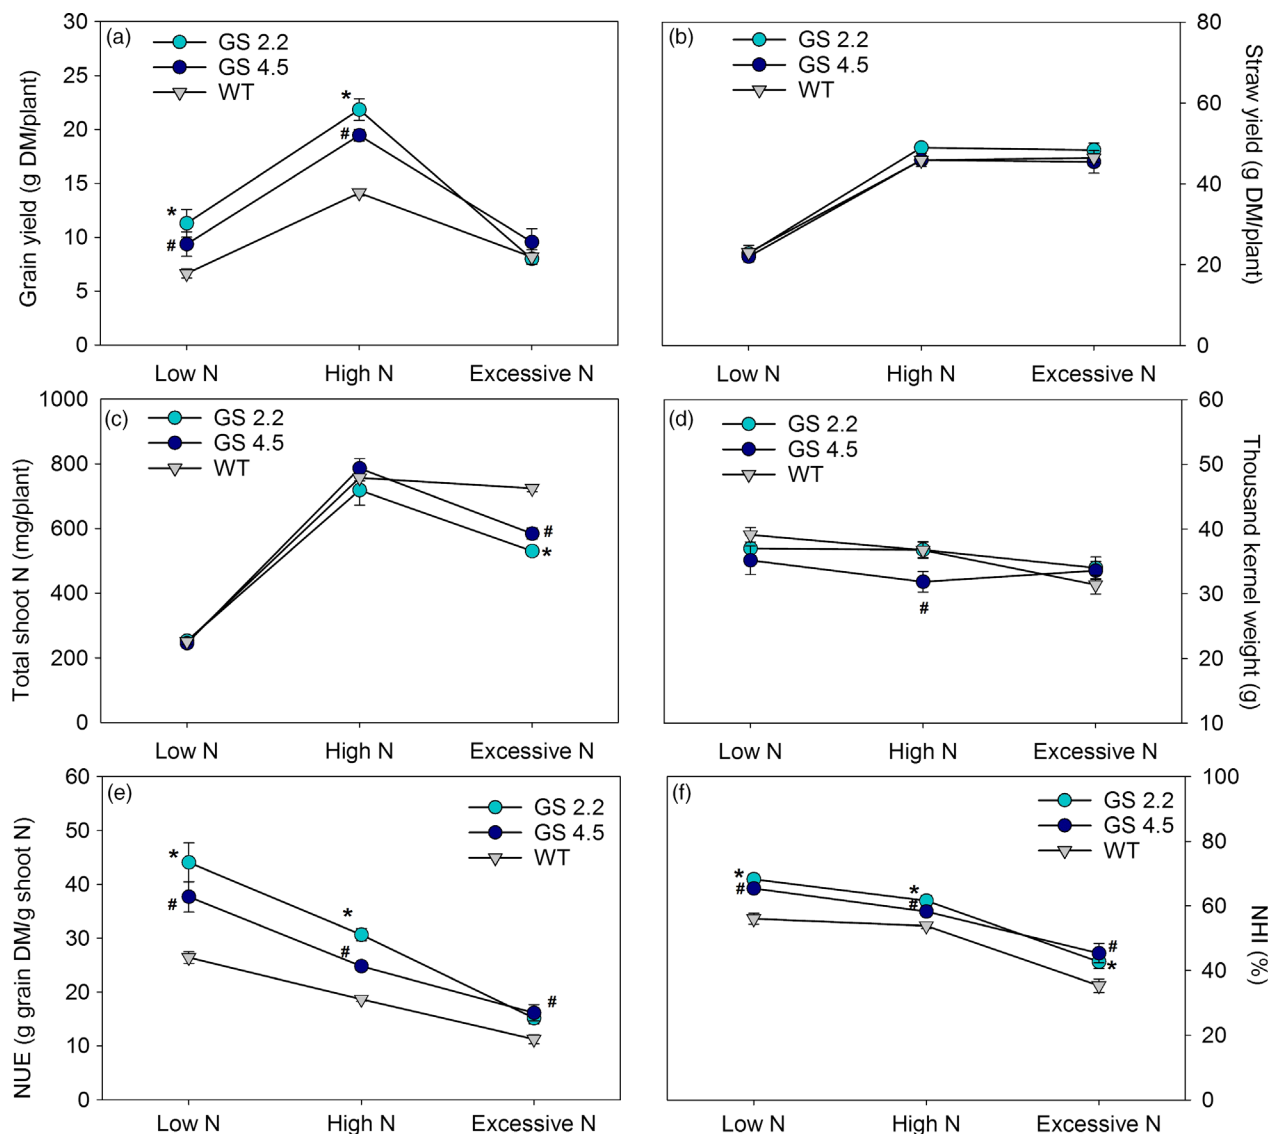 (a)
GS 2.2
GS 4.5
WT
Grain yield (g DM/plant)
30
25
20
15
10
5
0
*
#
*
#
Low N
High N
Excessive N
(b)
GS 2.2
GS 4.5
WT
Straw yield (g DM/plant)
80
60
40
20
0
Low N
High N
Excessive N
(c)
GS 2.2
GS 4.5
WT
Total shoot N (mg/plant)
1000
800
600
400
200
0
#
*
Low N
High N
Excessive N
(d)
GS 2.2
GS 4.5
WT
Thousand kernel weight (g)
60
50
40
30
20
10
#
Low N
High N
Excessive N
(e)
GS 2.2
GS 4.5
WT
NUE (g grain DM/g shoot N)
60
50
40
30
20
10
0
*
#
*
#
#
Low N
High N
Excessive N
(f)
GS 2.2
GS 4.5
WT
NHI (%)
100
80
60
40
20
0
*
#
*
#
#
*
Low N
High N
Excessive N